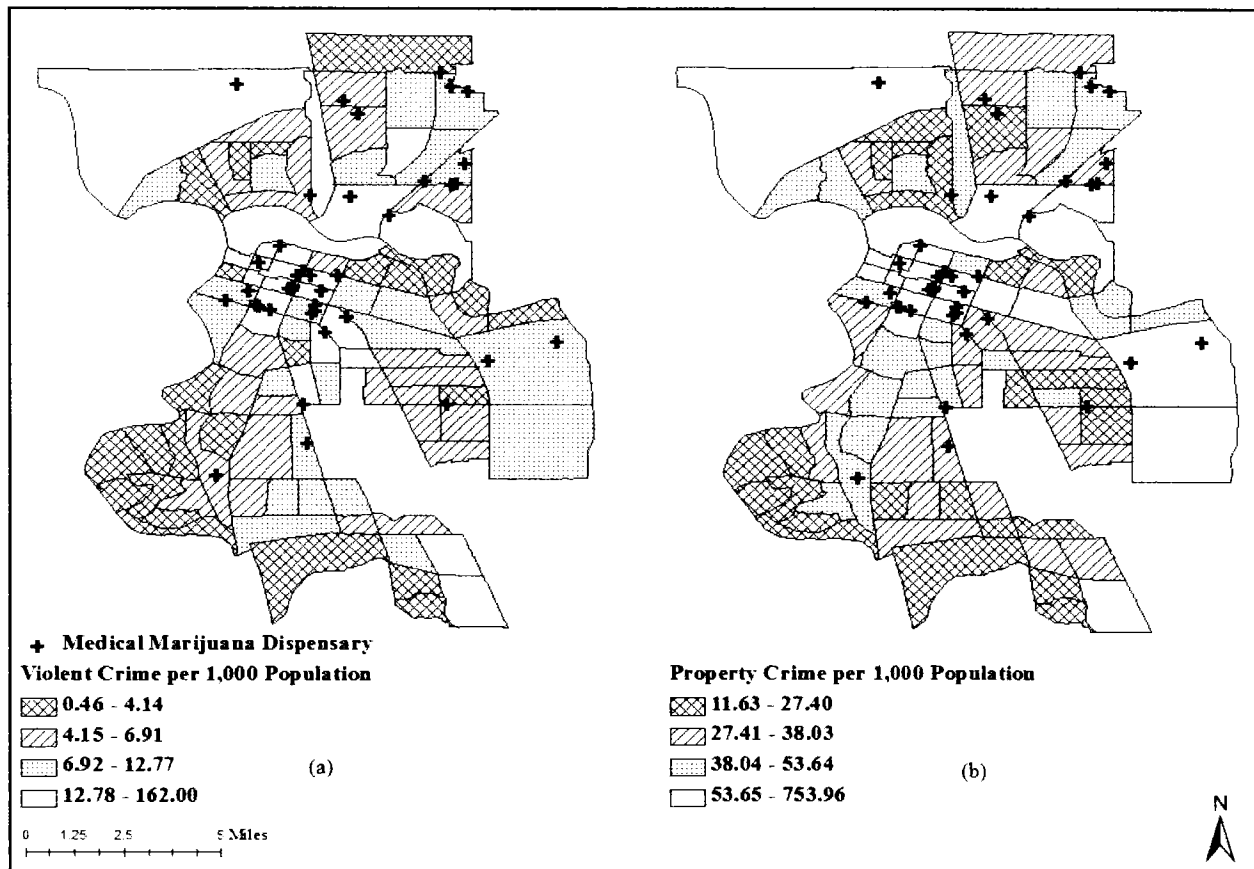 Medical Marijuana Dispensary
Violent Crime per 1,000 Population
0.46 - 4.14
4.15 - 6.91
6.92 - 12.77
12.78 - 162.00
(a)
0 1.25 2.5 5 Miles
Property Crime per 1,000 Population
11.63 - 27.40
27.41 - 38.03
38.04 - 53.64
53.65 - 753.96
(b)
N